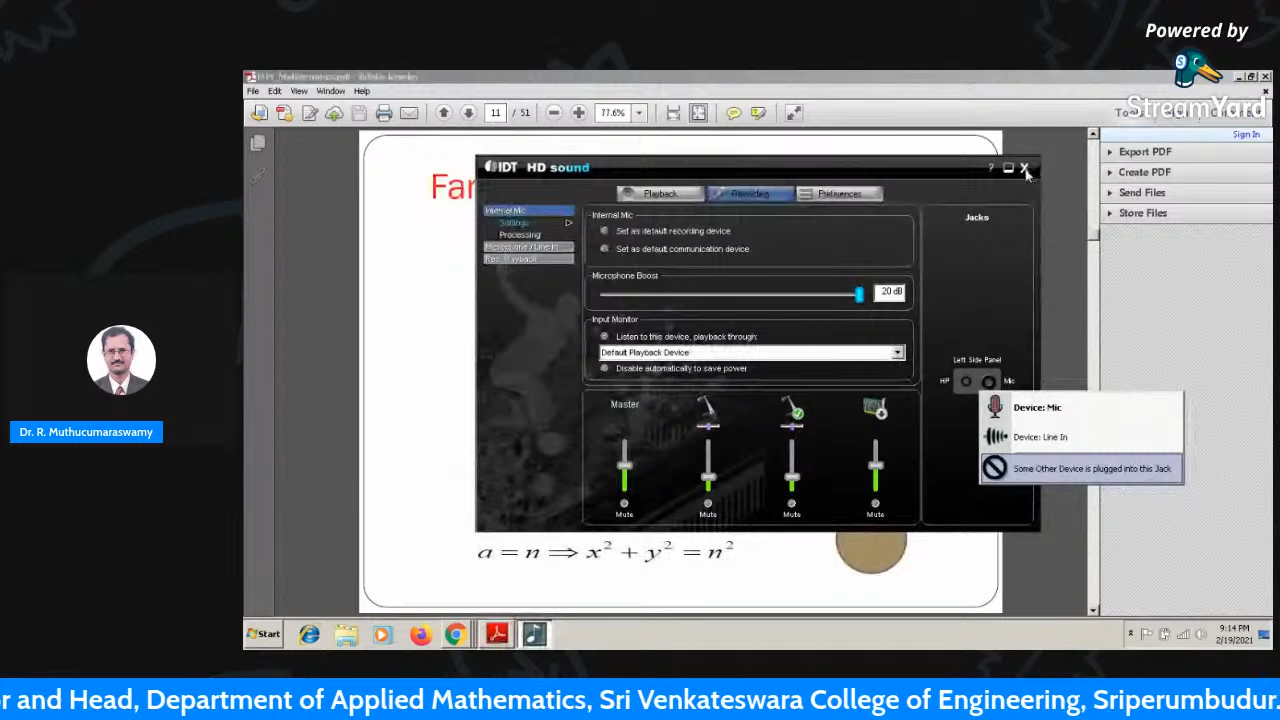 Powered by
StreamYard
File Edit View Window Help
11 / 51
77.6%
Sign In
Export PDF
Create PDF
Send Files
Store Files
IDT HD sound
?
Playback
Recording
Preferences
Internal Mic
Settings
Processing
Microphone / Line In
Rec. Playback
Internal Mic
Set as default recording device
Set as default communication device
Microphone Boost
20 dB
Input Monitor
Listen to this device, playback through:
Default Playback Device
Disable automatically to save power
Master
Mute
Mute
Mute
Mute
Jacks
Left Side Panel
HP
Mic
Device: Mic
Device: Line In
Some Other Device is plugged into this Jack
a = n ⟹ x² + y² = n²
Start
9:14 PM
2/19/2021
Dr. R. Muthucumaraswamy
and Head, Department of Applied Mathematics, Sri Venkateswara College of Engineering, Sriperumbudur.